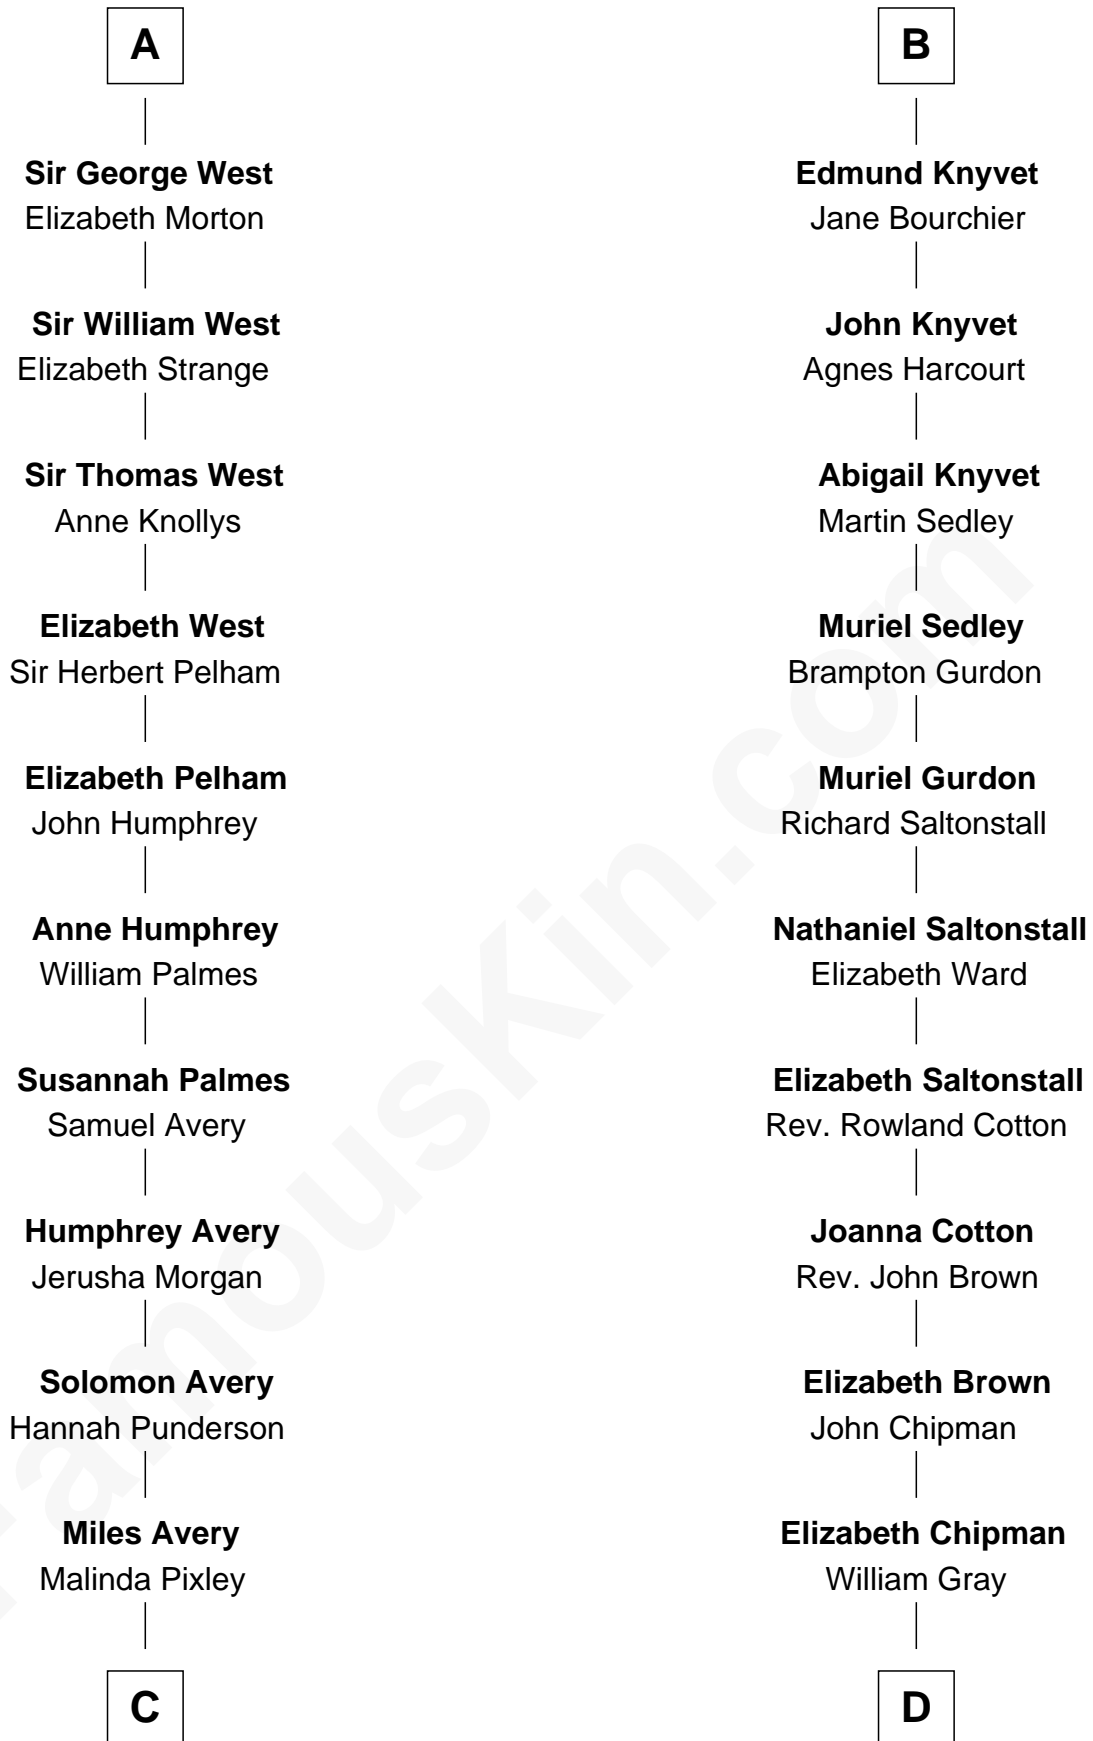 A
Sir George West
Elizabeth Morton
Sir William West
Elizabeth Strange
Sir Thomas West
Anne Knollys
Elizabeth West
Sir Herbert Pelham
Elizabeth Pelham
John Humphrey
Anne Humphrey
William Palmes
Susannah Palmes
Samuel Avery
Humphrey Avery
Jerusha Morgan
Solomon Avery
Hannah Punderson
Miles Avery
Malinda Pixley
C
B
Edmund Knyvet
Jane Bourchier
John Knyvet
Agnes Harcourt
Abigail Knyvet
Martin Sedley
Muriel Sedley
Brampton Gurdon
Muriel Gurdon
Richard Saltonstall
Nathaniel Saltonstall
Elizabeth Ward
Elizabeth Saltonstall
Rev. Rowland Cotton
Joanna Cotton
Rev. John Brown
Elizabeth Brown
John Chipman
Elizabeth Chipman
William Gray
D
FamousKin.com